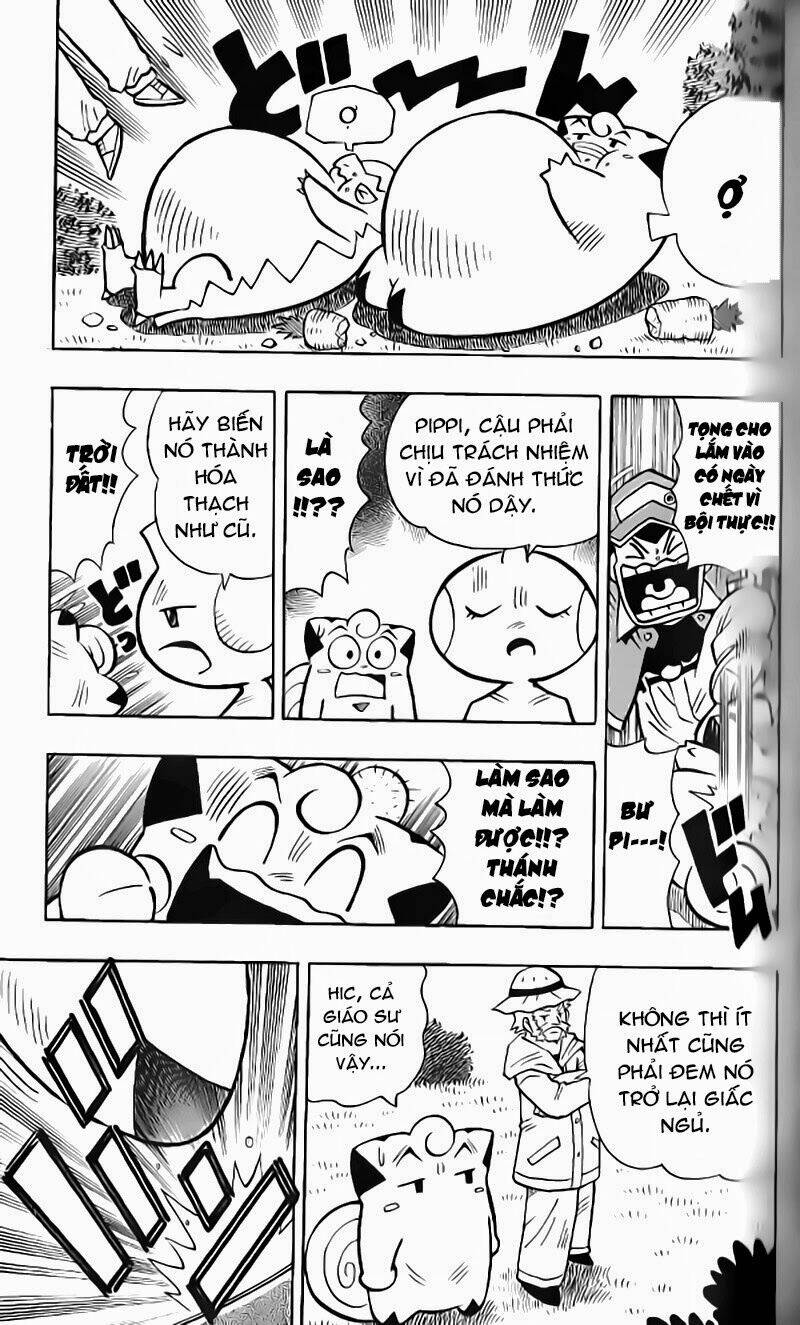 ど〜〜ん
Ợ
Ợ
TỌNG CHO
LẮM VÀO
CÓ NGÀY
CHẾT VÌ
BỘI THỰC!!
BƯ
PI---!
PIPPI, CẬU PHẢI
CHỊU TRÁCH NHIỆM
VÌ ĐÃ ĐÁNH THỨC
NÓ DẬY.
LÀ
SAO
!!??
HÃY BIẾN
NÓ THÀNH
HÓA
THẠCH
NHƯ CŨ.
TRỜI
ĐẤT!!
LÀM SAO
MÀ LÀM
ĐƯỢC!!?
THÁNH
CHẮC!?
KHÔNG THÌ ÍT
NHẤT CŨNG
PHẢI ĐEM NÓ
TRỞ LẠI GIẤC
NGỦ.
HIC, CẢ
GIÁO SƯ
CŨNG NÓI
VẬY...